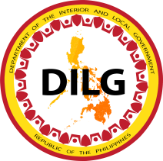 DEPARTMENT OF THE INTERIOR AND LOCAL GOVERNMENT
DILG
REPUBLIC OF THE PHILIPPINES